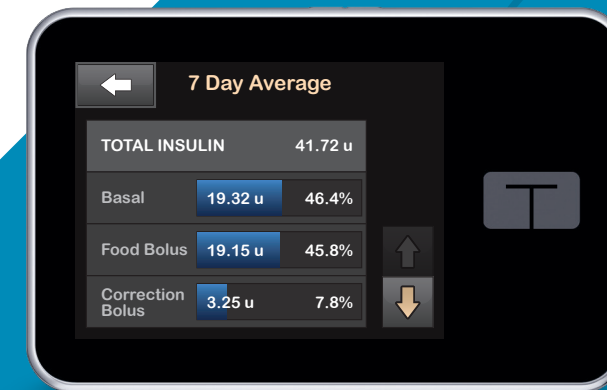 7 Day Average
TOTAL INSULIN 41.72 u
Basal 19.32 u 46.4%
Food Bolus 19.15 u 45.8%
Correction Bolus 3.25 u 7.8%